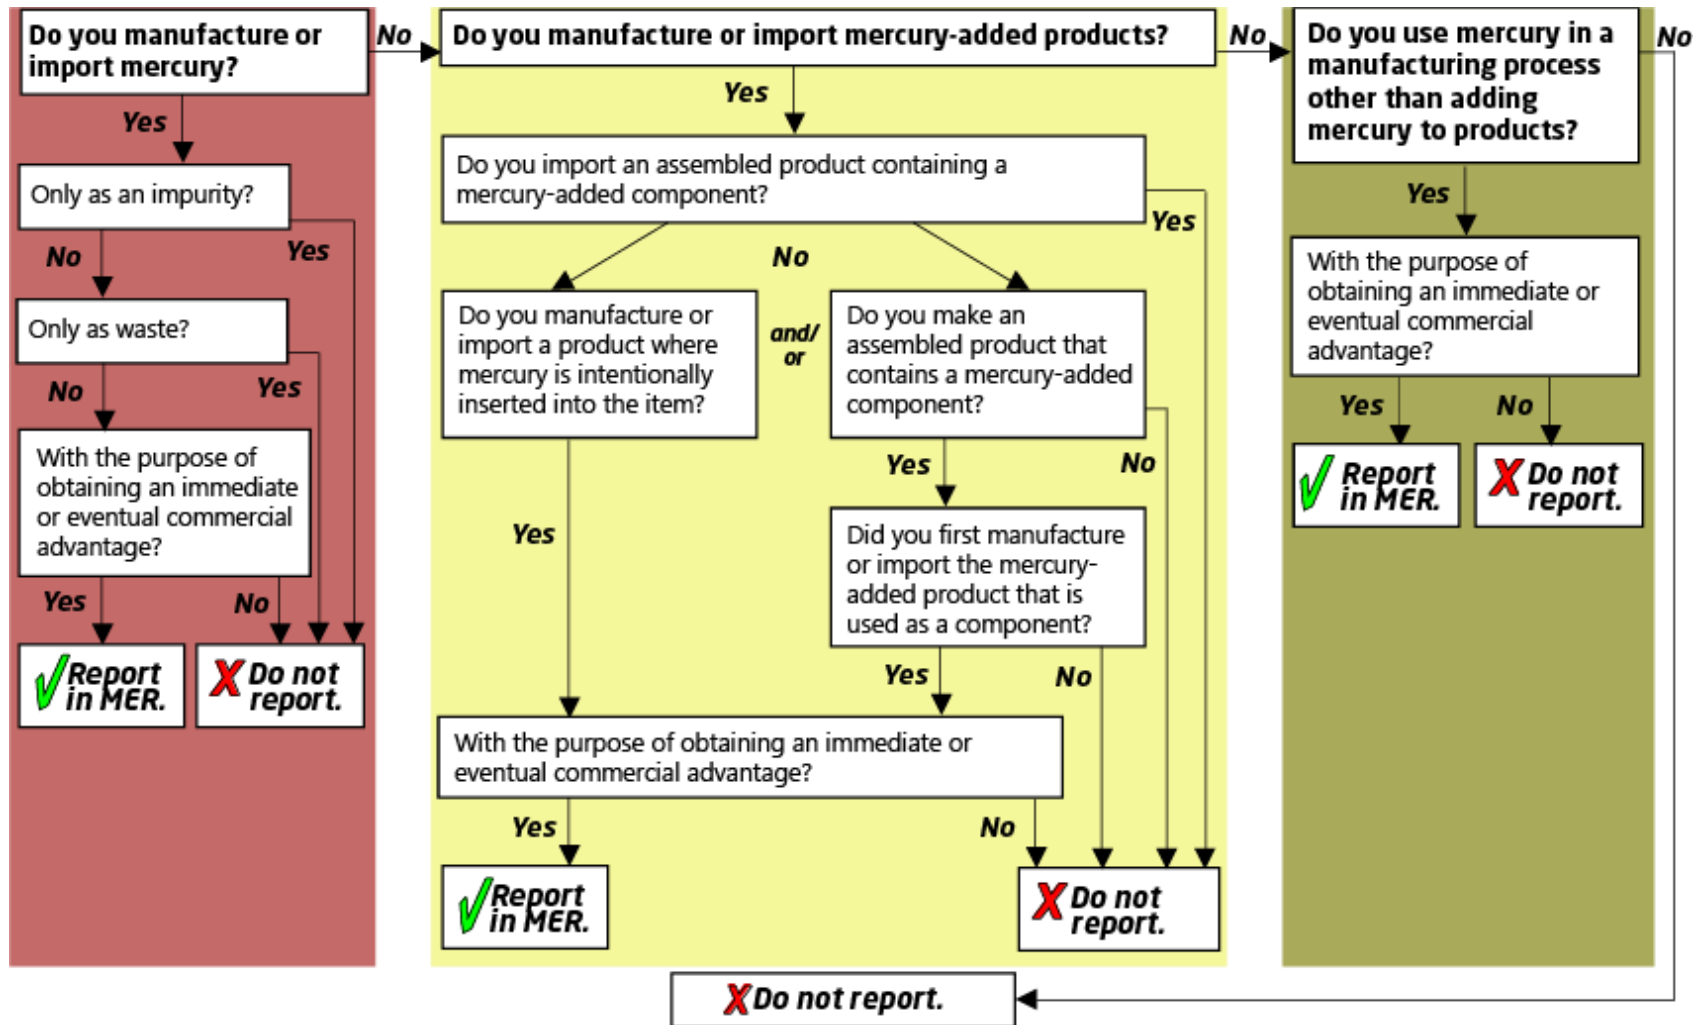 Do you manufacture or
import mercury?
No
Yes
Only as an impurity?
Yes
No
Only as waste?
Yes
No
With the purpose of
obtaining an immediate
or eventual commercial
advantage?
Yes
No
Report
in MER.
Do not
report.
Do you manufacture or import mercury-added products?
No
Yes
Do you import an assembled product containing a
mercury-added component?
Yes
No
Do you manufacture or
import a product where
mercury is intentionally
inserted into the item?
and/
or
Do you make an
assembled product that
contains a mercury-added
component?
Yes
No
Yes
Did you first manufacture
or import the mercury-
added product that is
used as a component?
Yes
No
With the purpose of obtaining an immediate or
eventual commercial advantage?
Yes
No
Report
in MER.
Do not
report.
Do you use mercury in a
manufacturing process
other than adding
mercury to products?
No
Yes
With the purpose of
obtaining an immediate or
eventual commercial
advantage?
Yes
No
Report
in MER.
Do not
report.
Do not report.